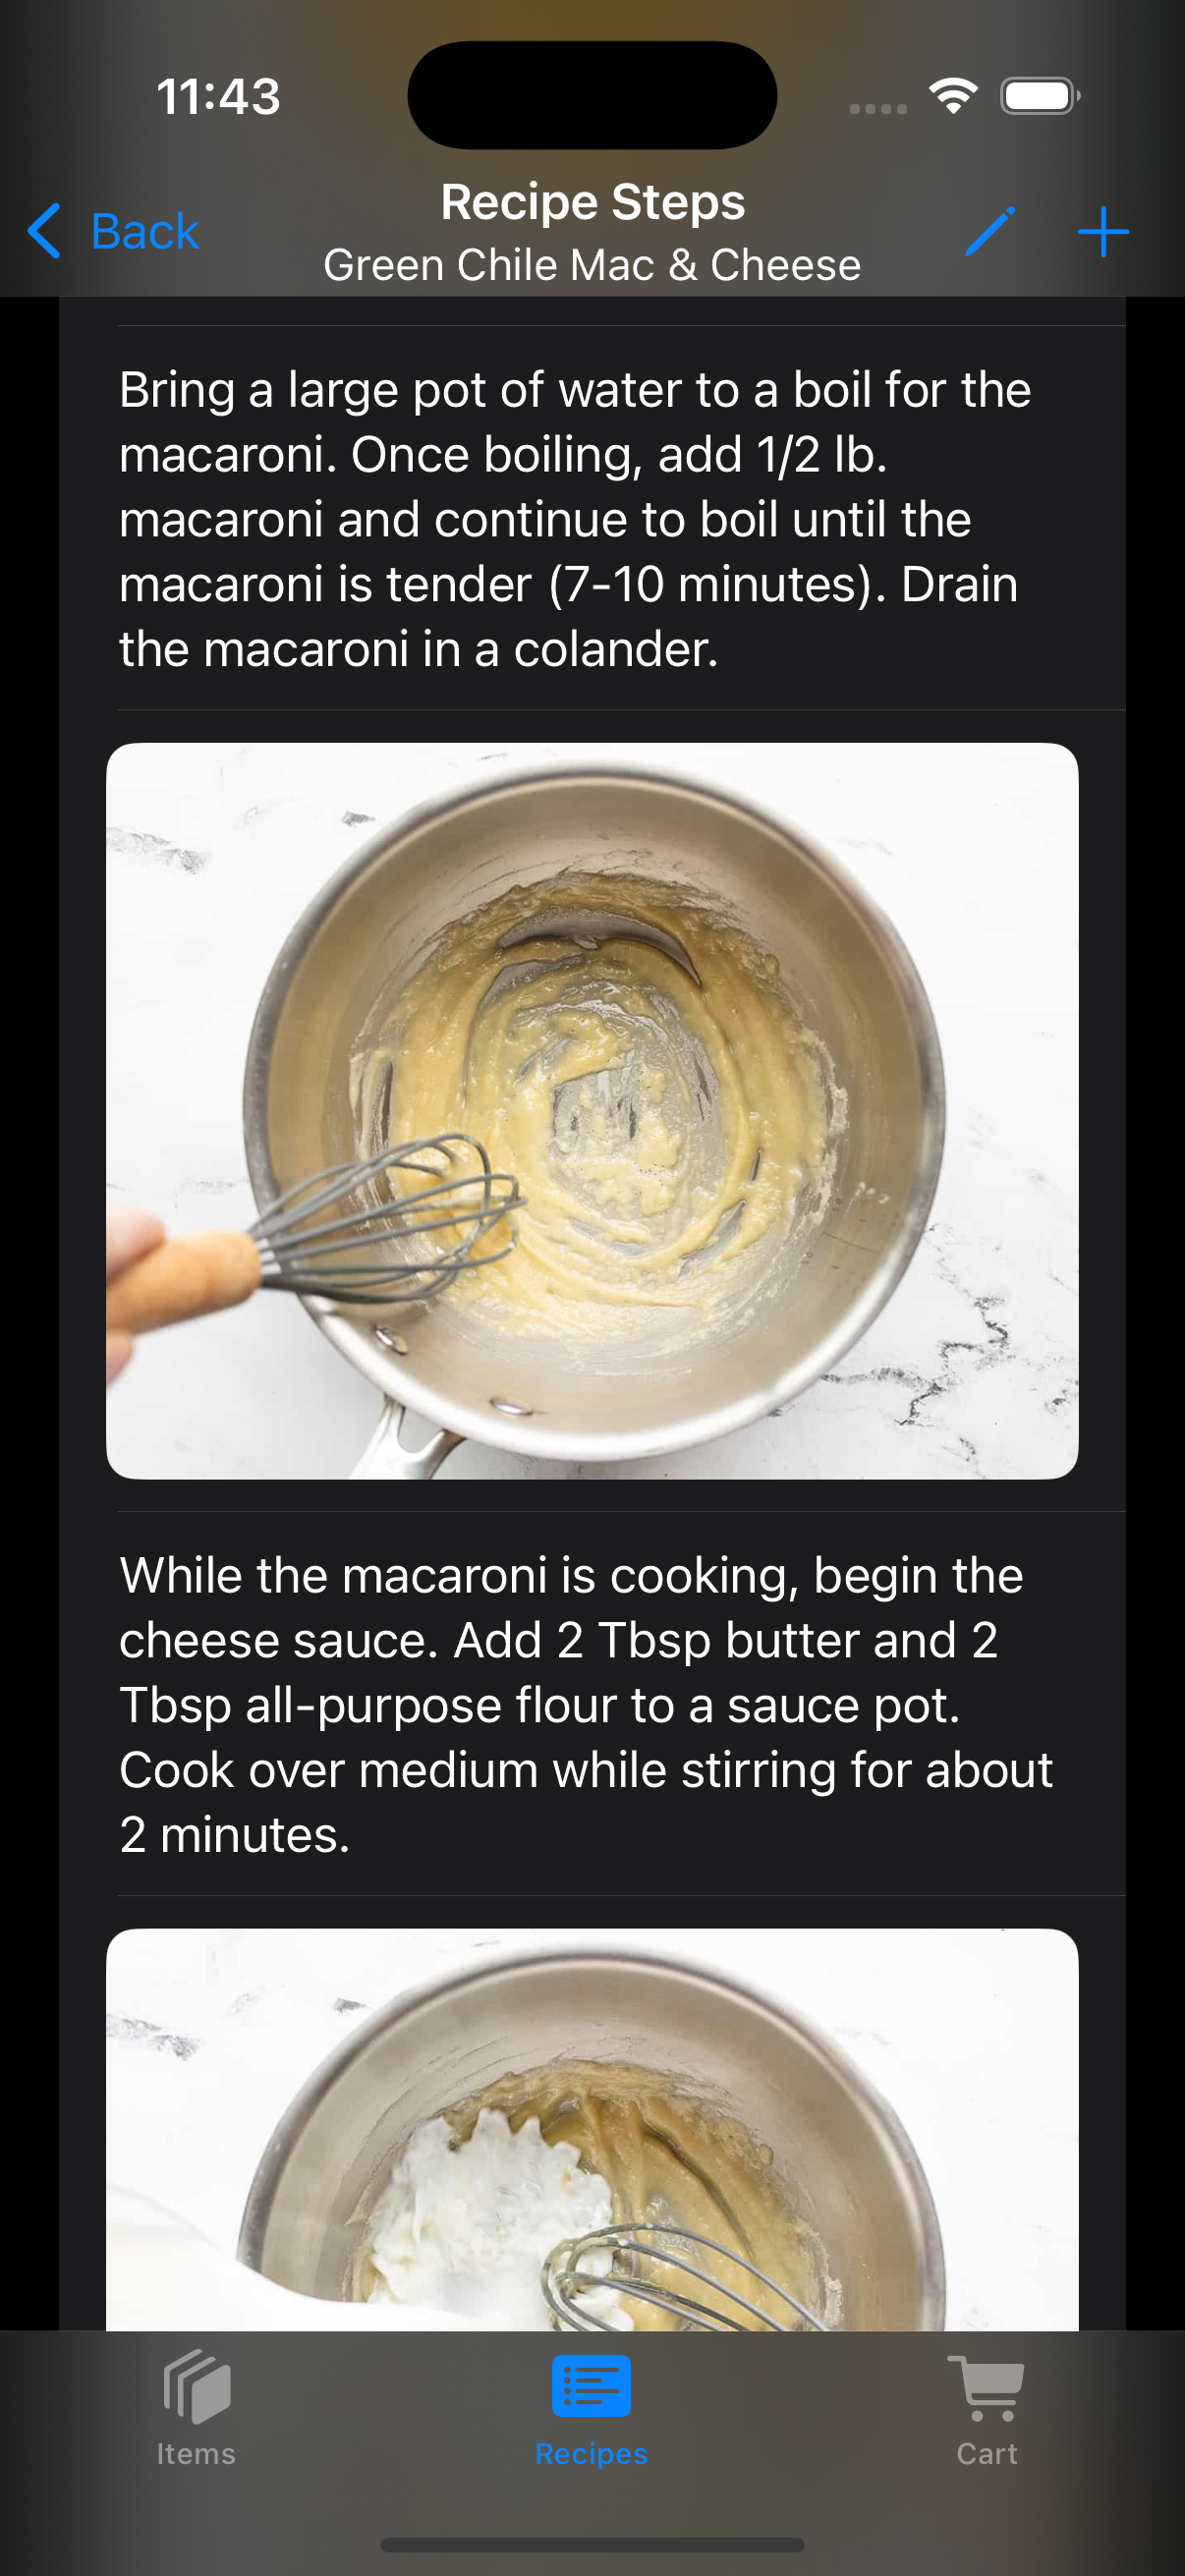 11:43
Back
Recipe Steps
Green Chile Mac & Cheese
Bring a large pot of water to a boil for the
macaroni. Once boiling, add 1/2 lb.
macaroni and continue to boil until the
macaroni is tender (7-10 minutes). Drain
the macaroni in a colander.
While the macaroni is cooking, begin the
cheese sauce. Add 2 Tbsp butter and 2
Tbsp all-purpose flour to a sauce pot.
Cook over medium while stirring for about
2 minutes.
Items
Recipes
Cart